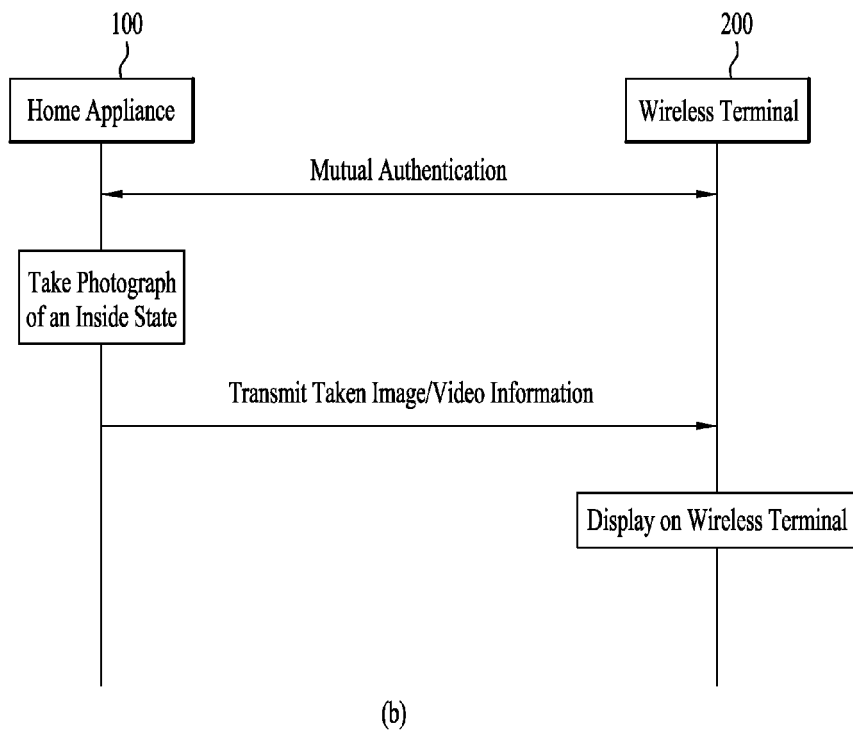 100
200
Home Appliance
Wireless Terminal
Mutual Authentication
Take Photograph
of an Inside State
Transmit Taken Image/Video Information
Display on Wireless Terminal
(b)